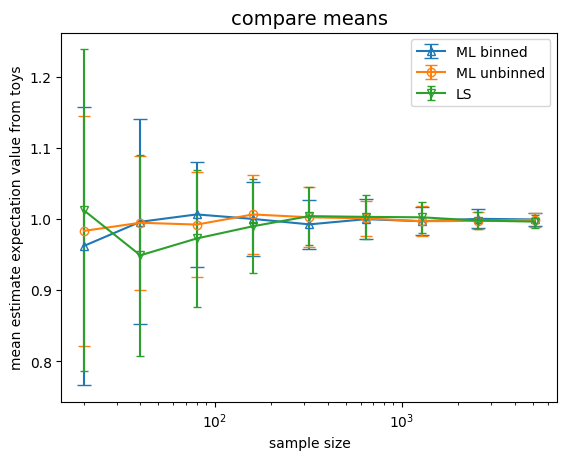 compare means
ML binned
ML unbinned
LS
mean estimate expectation value from toys
1.2
1.1
1.0
0.9
0.8
10²
10³
sample size